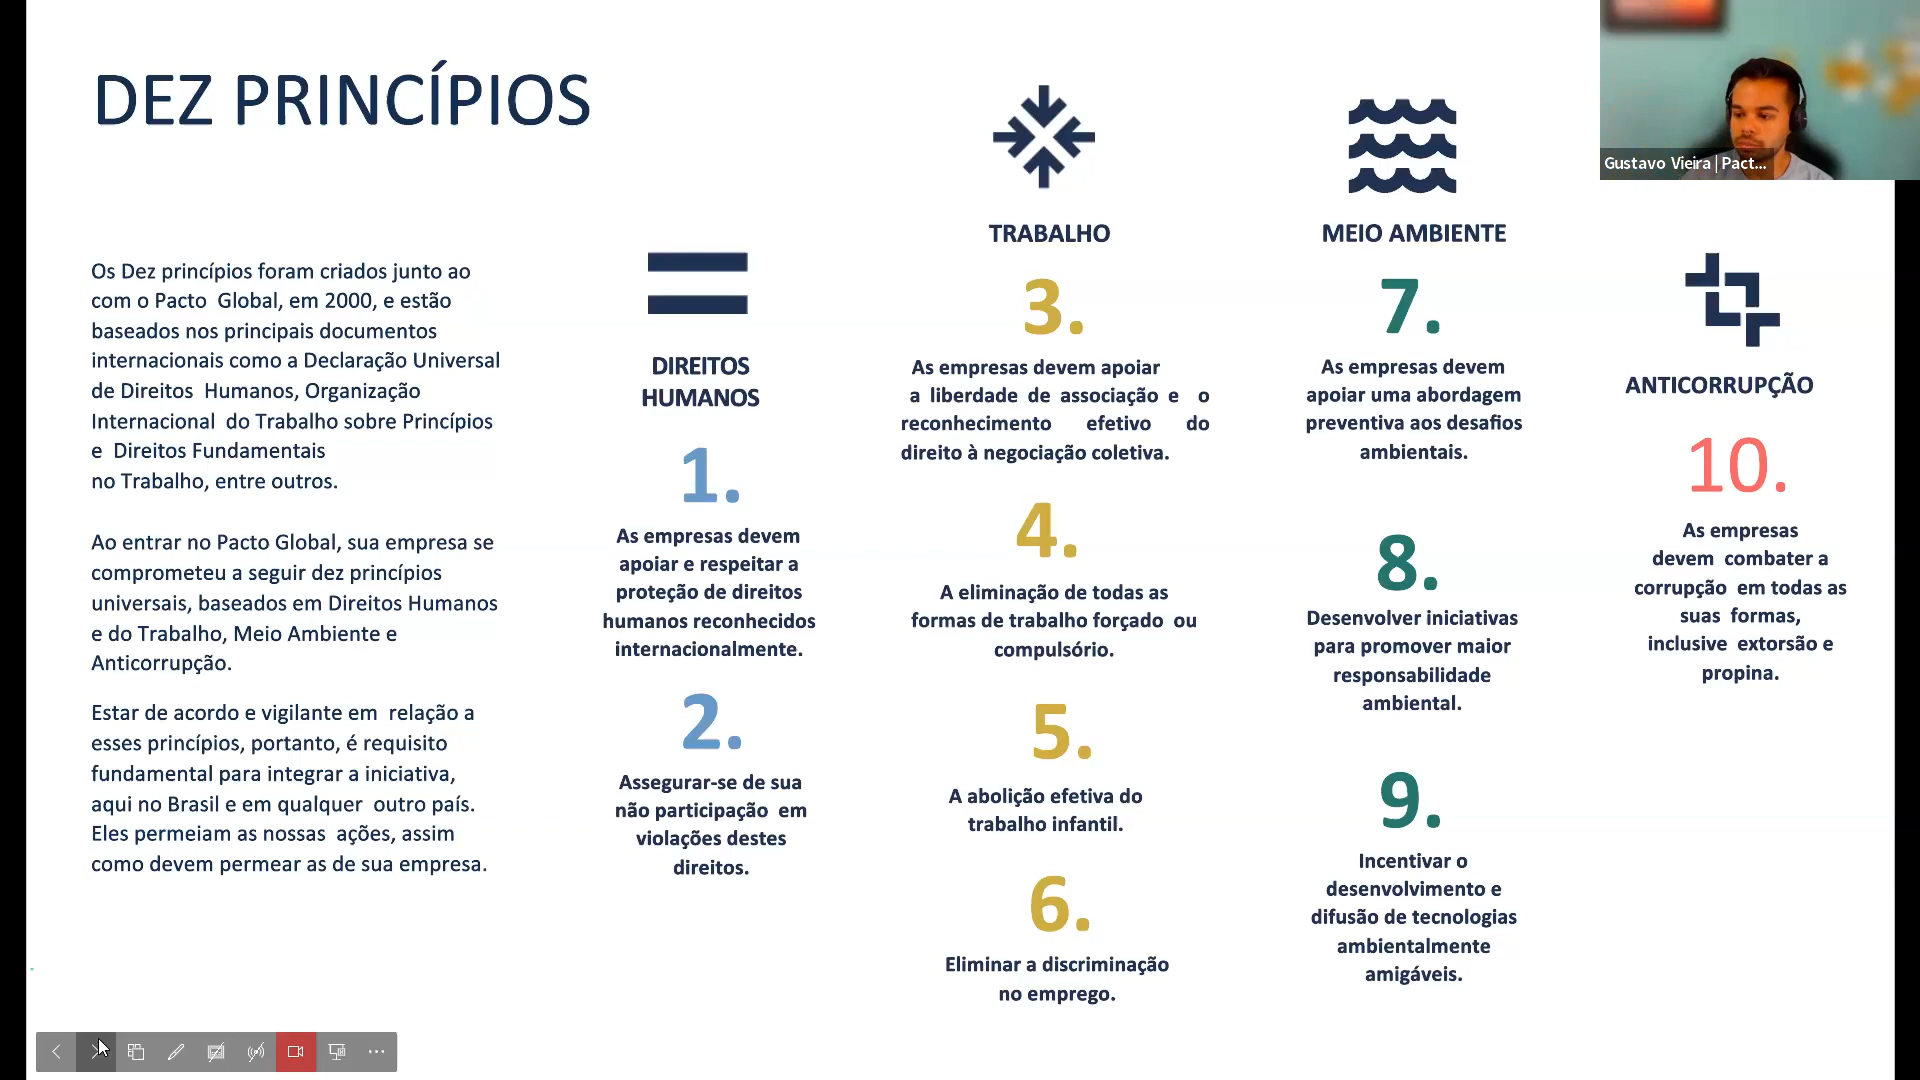 DEZ PRINCÍPIOS
Os Dez princípios foram criados junto ao
com o Pacto Global, em 2000, e estão
baseados nos principais documentos
internacionais como a Declaração Universal
de Direitos Humanos, Organização
Internacional do Trabalho sobre Princípios
e Direitos Fundamentais
no Trabalho, entre outros.
Ao entrar no Pacto Global, sua empresa se
comprometeu a seguir dez princípios
universais, baseados em Direitos Humanos
e do Trabalho, Meio Ambiente e
Anticorrupção.
Estar de acordo e vigilante em relação a
esses princípios, portanto, é requisito
fundamental para integrar a iniciativa,
aqui no Brasil e em qualquer outro país.
Eles permeiam as nossas ações, assim
como devem permear as de sua empresa.
DIREITOS
HUMANOS
1.
As empresas devem
apoiar e respeitar a
proteção de direitos
humanos reconhecidos
internacionalmente.
2.
Assegurar-se de sua
não participação em
violações destes
direitos.
TRABALHO
3.
As empresas devem apoiar
a liberdade de associação e o
reconhecimento efetivo do
direito à negociação coletiva.
4.
A eliminação de todas as
formas de trabalho forçado ou
compulsório.
5.
A abolição efetiva do
trabalho infantil.
6.
Eliminar a discriminação
no emprego.
MEIO AMBIENTE
7.
As empresas devem
apoiar uma abordagem
preventiva aos desafios
ambientais.
8.
Desenvolver iniciativas
para promover maior
responsabilidade
ambiental.
9.
Incentivar o
desenvolvimento e
difusão de tecnologias
ambientalmente
amigáveis.
ANTICORRUPÇÃO
10.
As empresas
devem combater a
corrupção em todas as
suas formas,
inclusive extorsão e
propina.
Gustavo Vieira | Pact...